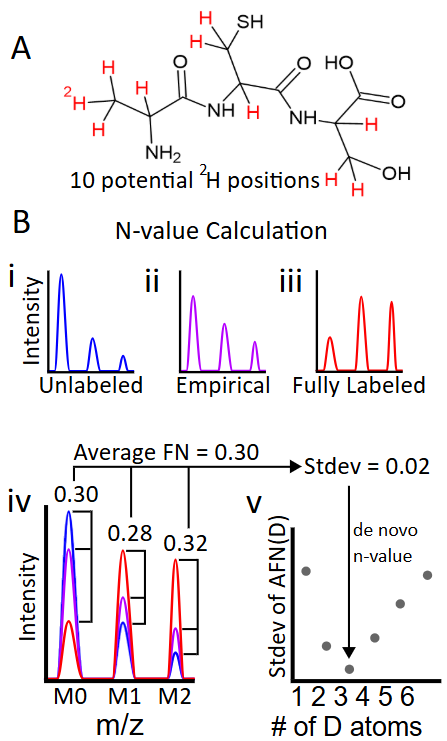 A
SH
H
H
O
HO
H
H
²H
H
NH
H
O
NH
O
H
NH₂
OH
H
H
10 potential ²H positions
B
N-value Calculation
i
ii
iii
Intensity
Unlabeled
Empirical
Fully Labeled
Average FN = 0.30
Stdev = 0.02
iv
0.30
0.28
0.32
Intensity
M0 M1 M2
m/z
v
de novo
n-value
Stdev of AFN(D)
1 2 3 4 5 6
# of D atoms